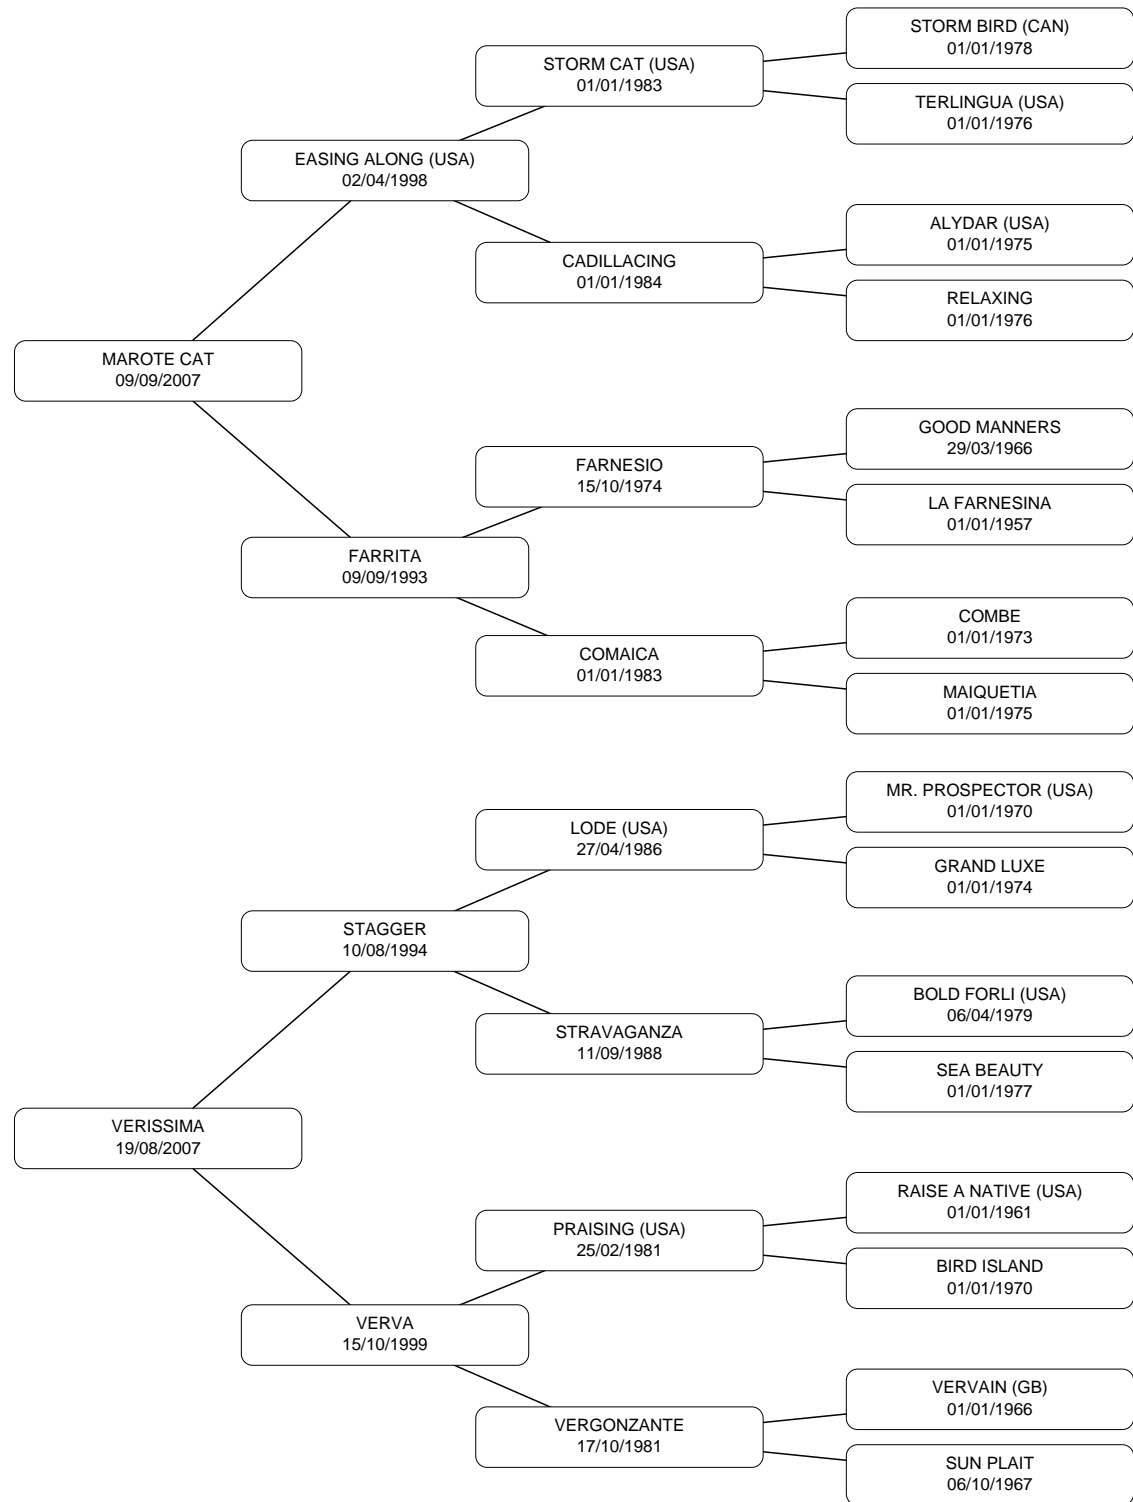 STORM BIRD (CAN)
01/01/1978
STORM CAT (USA)
01/01/1983
TERLINGUA (USA)
01/01/1976
EASING ALONG (USA)
02/04/1998
ALYDAR (USA)
01/01/1975
CADILLACING
01/01/1984
RELAXING
01/01/1976
MAROTE CAT
09/09/2007
GOOD MANNERS
29/03/1966
FARNESIO
15/10/1974
LA FARNESINA
01/01/1957
FARRITA
09/09/1993
COMBE
01/01/1973
COMAICA
01/01/1983
MAIQUETIA
01/01/1975
MR. PROSPECTOR (USA)
01/01/1970
LODE (USA)
27/04/1986
GRAND LUXE
01/01/1974
STAGGER
10/08/1994
BOLD FORLI (USA)
06/04/1979
STRAVAGANZA
11/09/1988
SEA BEAUTY
01/01/1977
VERISSIMA
19/08/2007
RAISE A NATIVE (USA)
01/01/1961
PRAISING (USA)
25/02/1981
BIRD ISLAND
01/01/1970
VERVA
15/10/1999
VERVAIN (GB)
01/01/1966
VERGONZANTE
17/10/1981
SUN PLAIT
06/10/1967